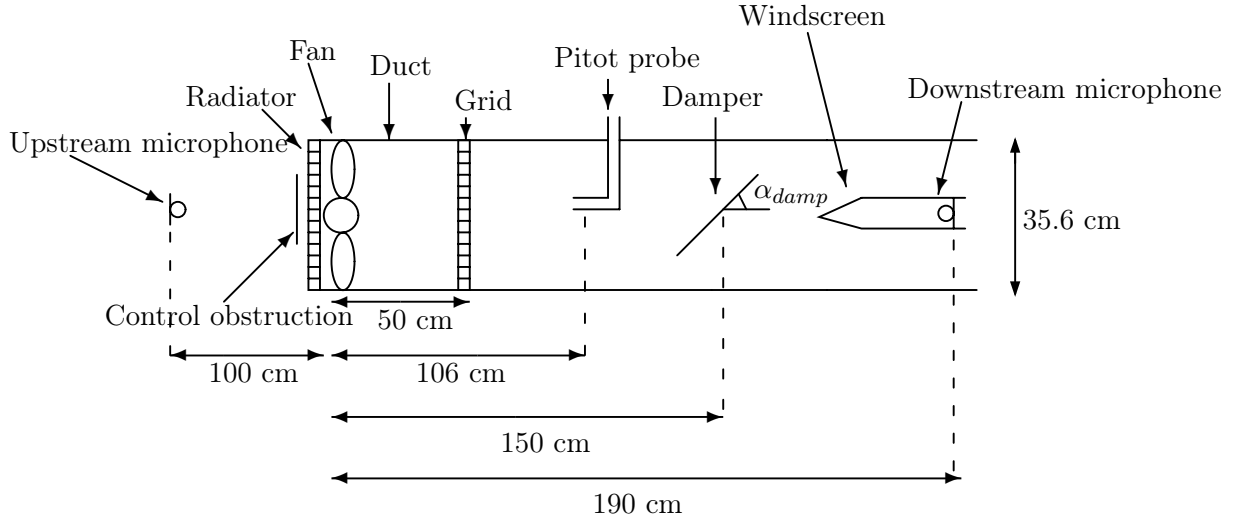 Windscreen
Fan
Pitot probe
Duct
Radiator
Grid
Damper
Downstream microphone
Upstream microphone
α_damp
35.6 cm
Control obstruction
50 cm
100 cm
106 cm
150 cm
190 cm